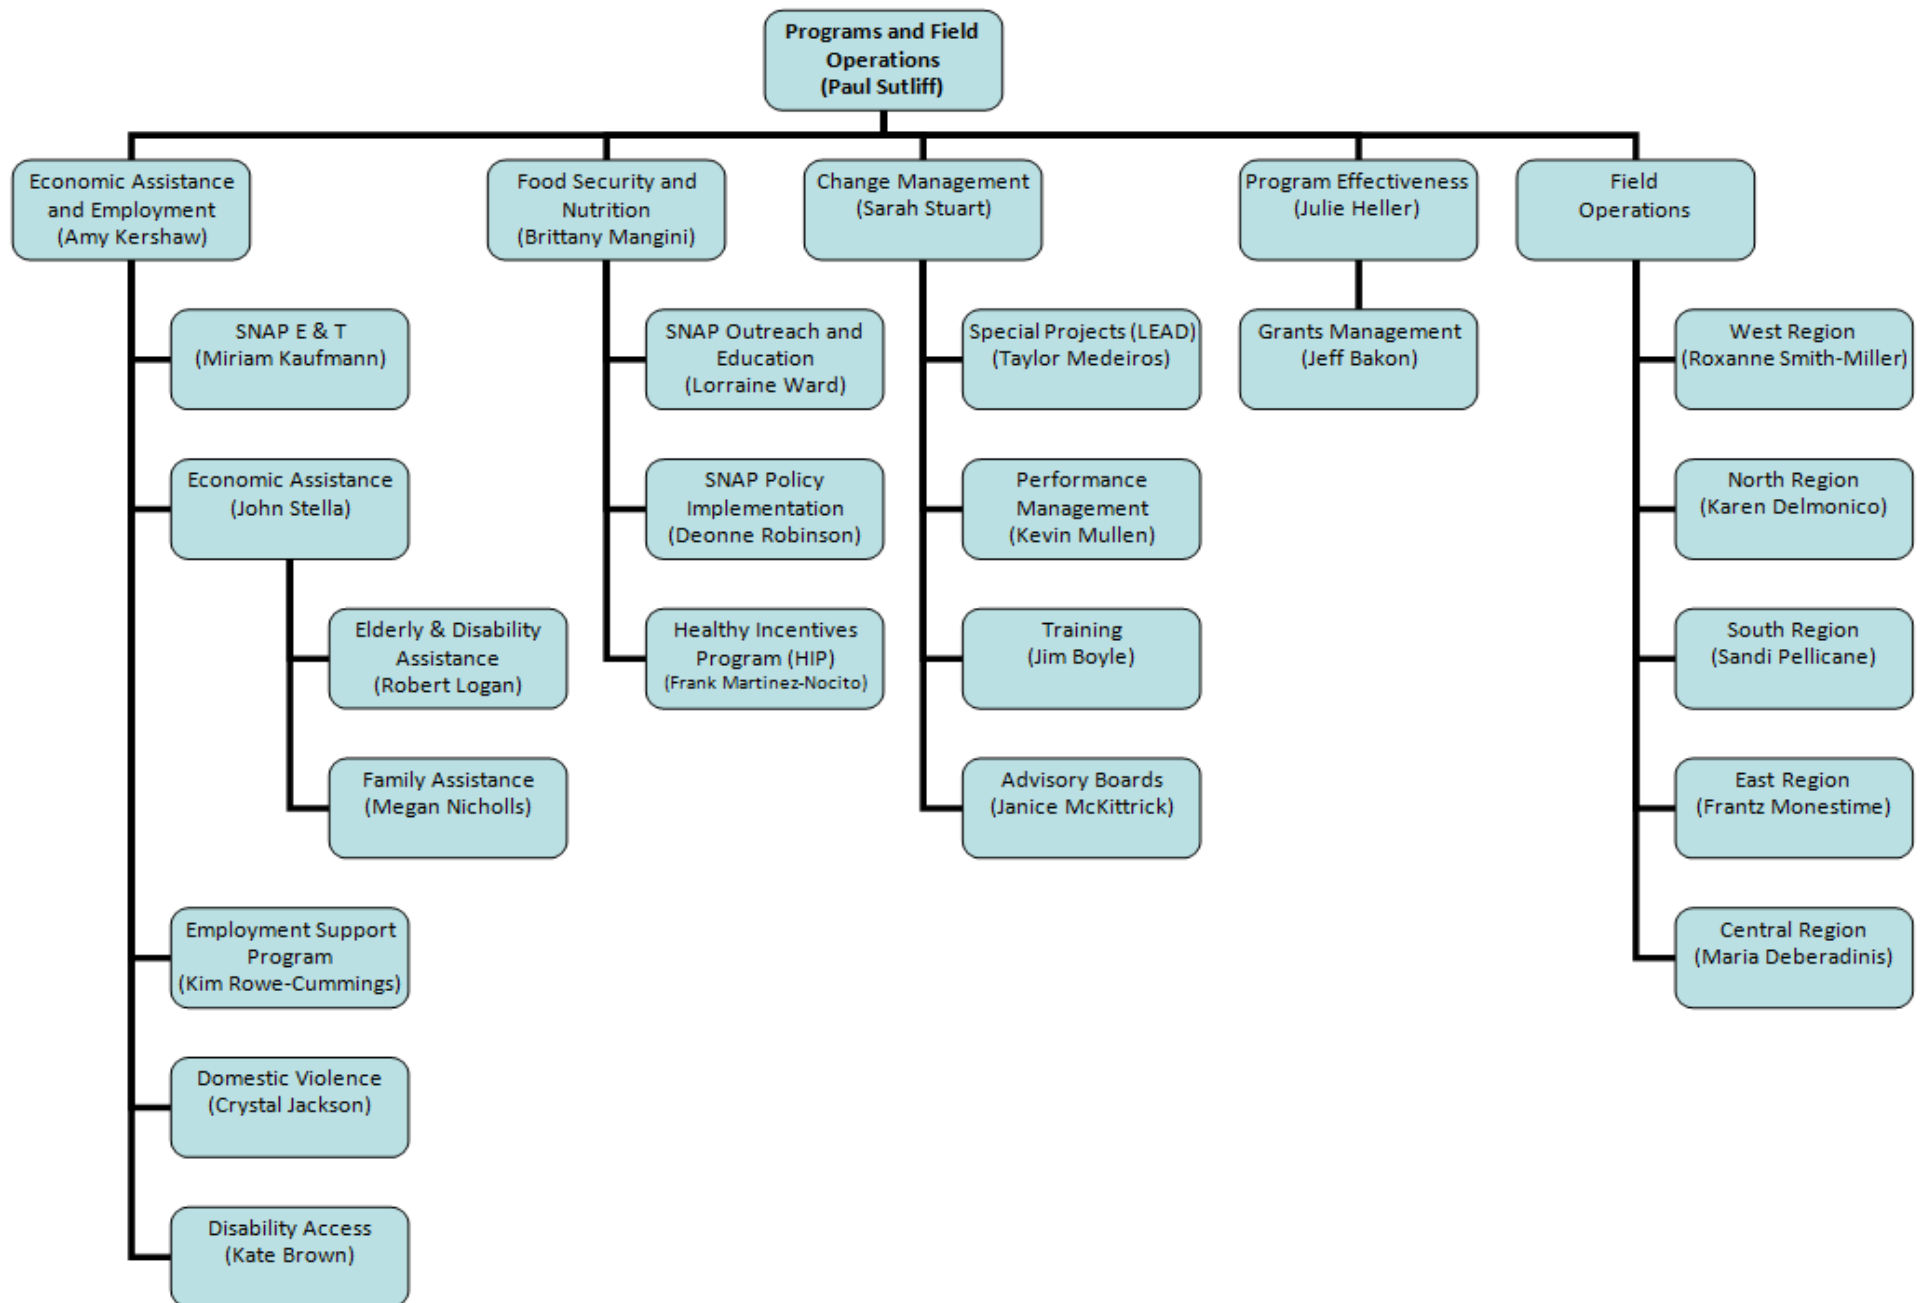 Programs and Field
Operations
(Paul Sutliff)
Economic Assistance
and Employment
(Amy Kershaw)
SNAP E & T
(Miriam Kaufmann)
Economic Assistance
(John Stella)
Elderly & Disability
Assistance
(Robert Logan)
Family Assistance
(Megan Nicholls)
Employment Support
Program
(Kim Rowe-Cummings)
Domestic Violence
(Crystal Jackson)
Disability Access
(Kate Brown)
Food Security and
Nutrition
(Brittany Mangini)
SNAP Outreach and
Education
(Lorraine Ward)
SNAP Policy
Implementation
(Deonne Robinson)
Healthy Incentives
Program (HIP)
(Frank Martinez-Nocito)
Change Management
(Sarah Stuart)
Special Projects (LEAD)
(Taylor Medeiros)
Performance
Management
(Kevin Mullen)
Training
(Jim Boyle)
Advisory Boards
(Janice McKittrick)
Program Effectiveness
(Julie Heller)
Grants Management
(Jeff Bakon)
Field
Operations
West Region
(Roxanne Smith-Miller)
North Region
(Karen Delmonico)
South Region
(Sandi Pellicane)
East Region
(Frantz Monestime)
Central Region
(Maria Deberadinis)